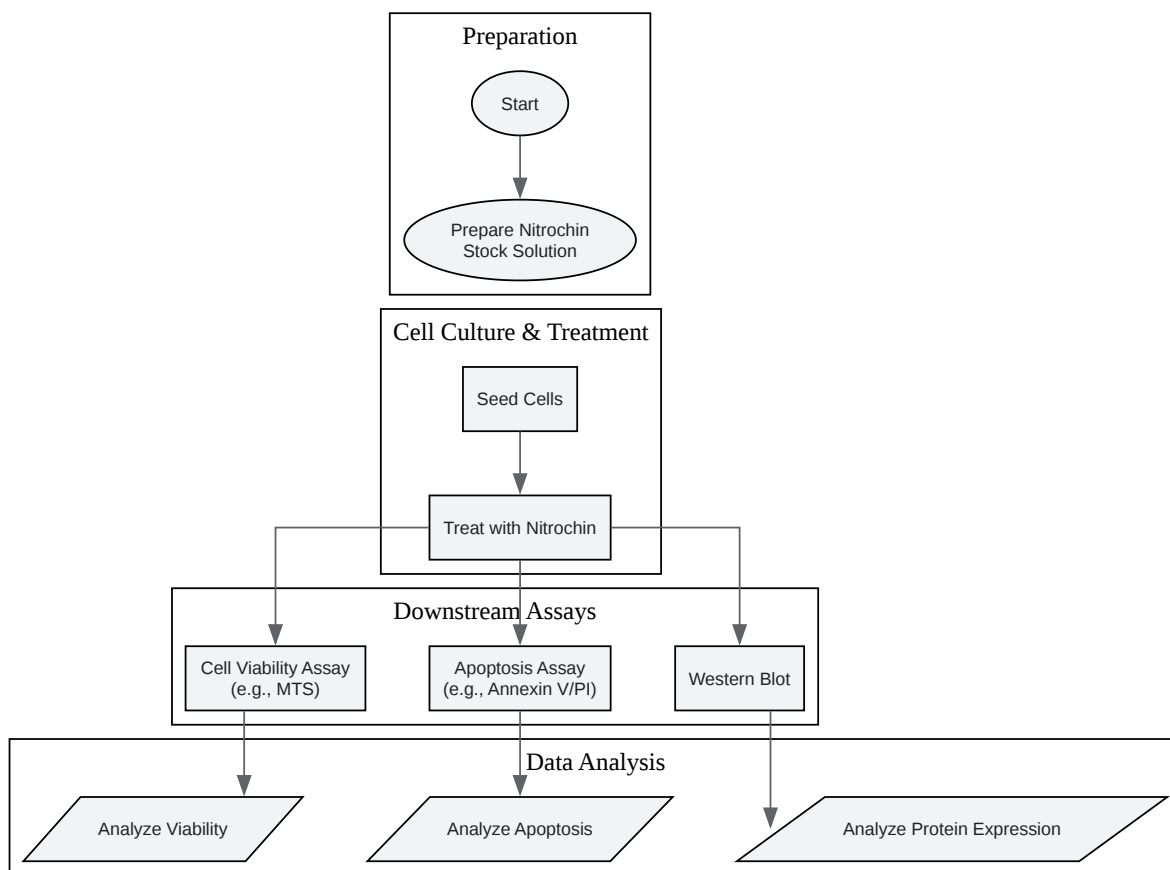 Preparation
Start
Prepare Nitrochin
Stock Solution
Cell Culture & Treatment
Seed Cells
Treat with Nitrochin
Downstream Assays
Cell Viability Assay
(e.g., MTS)
Apoptosis Assay
(e.g., Annexin V/PI)
Western Blot
Data Analysis
Analyze Viability
Analyze Apoptosis
Analyze Protein Expression